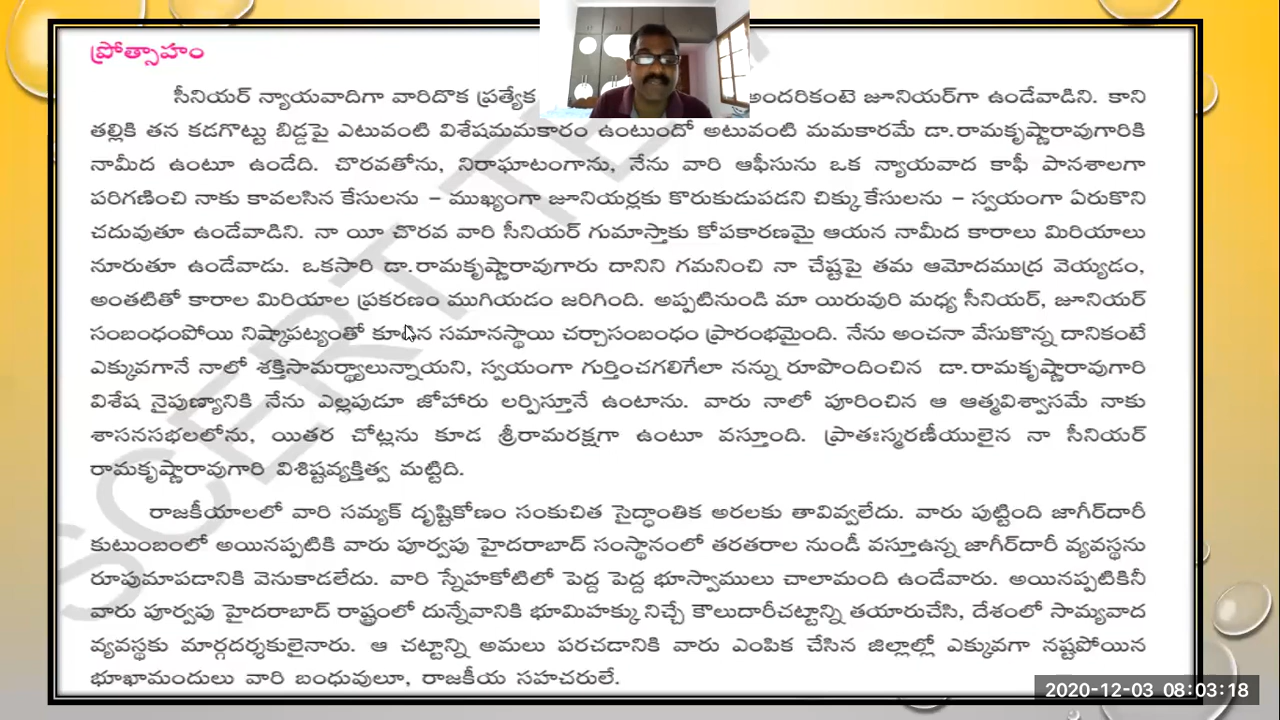 ప్రోత్సాహం
సీనియర్ న్యాయవాదిగా వారిదొక ప్రత్యేక అందరికంటె జూనియర్‌గా ఉండేవాడిని. కాని
తల్లికి తన కడగొట్టు బిడ్డపై ఎటువంటి విశేషమమకారం ఉంటుందో అటువంటి మమకారమే డా.రామకృష్ణారావుగారికి
నామీద ఉంటూ ఉండేది. చొరవతోను, నిరాఘాటంగాను, నేను వారి ఆఫీసును ఒక న్యాయవాద కాఫీ పానశాలగా
పరిగణించి నాకు కావలసిన కేసులను – ముఖ్యంగా జూనియర్లకు కొరుకుడుపడని చిక్కుకేసులను – స్వయంగా ఏరుకొని
చదువుతూ ఉండేవాడిని. నా యీ చొరవ వారి సీనియర్ గుమాస్తాకు కోపకారణమై ఆయన నామీద కారాలు మిరియాలు
నూరుతూ ఉండేవాడు. ఒకసారి డా.రామకృష్ణారావుగారు దానిని గమనించి నా చేష్టపై తమ ఆమోదముద్ర వెయ్యడం,
అంతటితో కారాల మిరియాల ప్రకరణం ముగియడం జరిగింది. అప్పటినుండి మా యిరువురి మధ్య సీనియర్, జూనియర్
సంబంధంపోయి నిష్కాపట్యంతో కూడిన సమానస్థాయి చర్చాసంబంధం ప్రారంభమైంది. నేను అంచనా వేసుకొన్న దానికంటే
ఎక్కువగానే నాలో శక్తిసామర్థ్యాలున్నాయని, స్వయంగా గుర్తించగలిగేలా నన్ను రూపొందించిన డా.రామకృష్ణారావుగారి
విశేష నైపుణ్యానికి నేను ఎల్లపుడూ జోహారు లర్పిస్తూనే ఉంటాను. వారు నాలో పూరించిన ఆ ఆత్మవిశ్వాసమే నాకు
శాసనసభలలోను, యితర చోట్లను కూడ శ్రీరామరక్షగా ఉంటూ వస్తూంది. ప్రాతఃస్మరణీయులైన నా సీనియర్
రామకృష్ణారావుగారి విశిష్టవ్యక్తిత్వ మట్టిది.
రాజకీయాలలో వారి సమ్యక్ దృష్టికోణం సంకుచిత సైద్ధాంతిక అరలకు తావివ్వలేదు. వారు పుట్టింది జాగీర్‌దారీ
కుటుంబంలో అయినప్పటికి వారు పూర్వపు హైదరాబాద్ సంస్థానంలో తరతరాల నుండీ వస్తూఉన్న జాగీర్‌దారీ వ్యవస్థను
రూపుమాపడానికి వెనుకాడలేదు. వారి స్నేహకోటిలో పెద్ద పెద్ద భూస్వాములు చాలామంది ఉండేవారు. అయినప్పటికినీ
వారు పూర్వపు హైదరాబాద్ రాష్ట్రంలో దున్నేవానికి భూమిహక్కు నిచ్చే కౌలుదారీచట్టాన్ని తయారుచేసి, దేశంలో సామ్యవాద
వ్యవస్థకు మార్గదర్శకులైనారు. ఆ చట్టాన్ని అమలు పరచడానికి వారు ఎంపిక చేసిన జిల్లాల్లో ఎక్కువగా నష్టపోయిన
భూఖామందులు వారి బంధువులూ, రాజకీయ సహచరులే.
2020-12-03 08:03:18